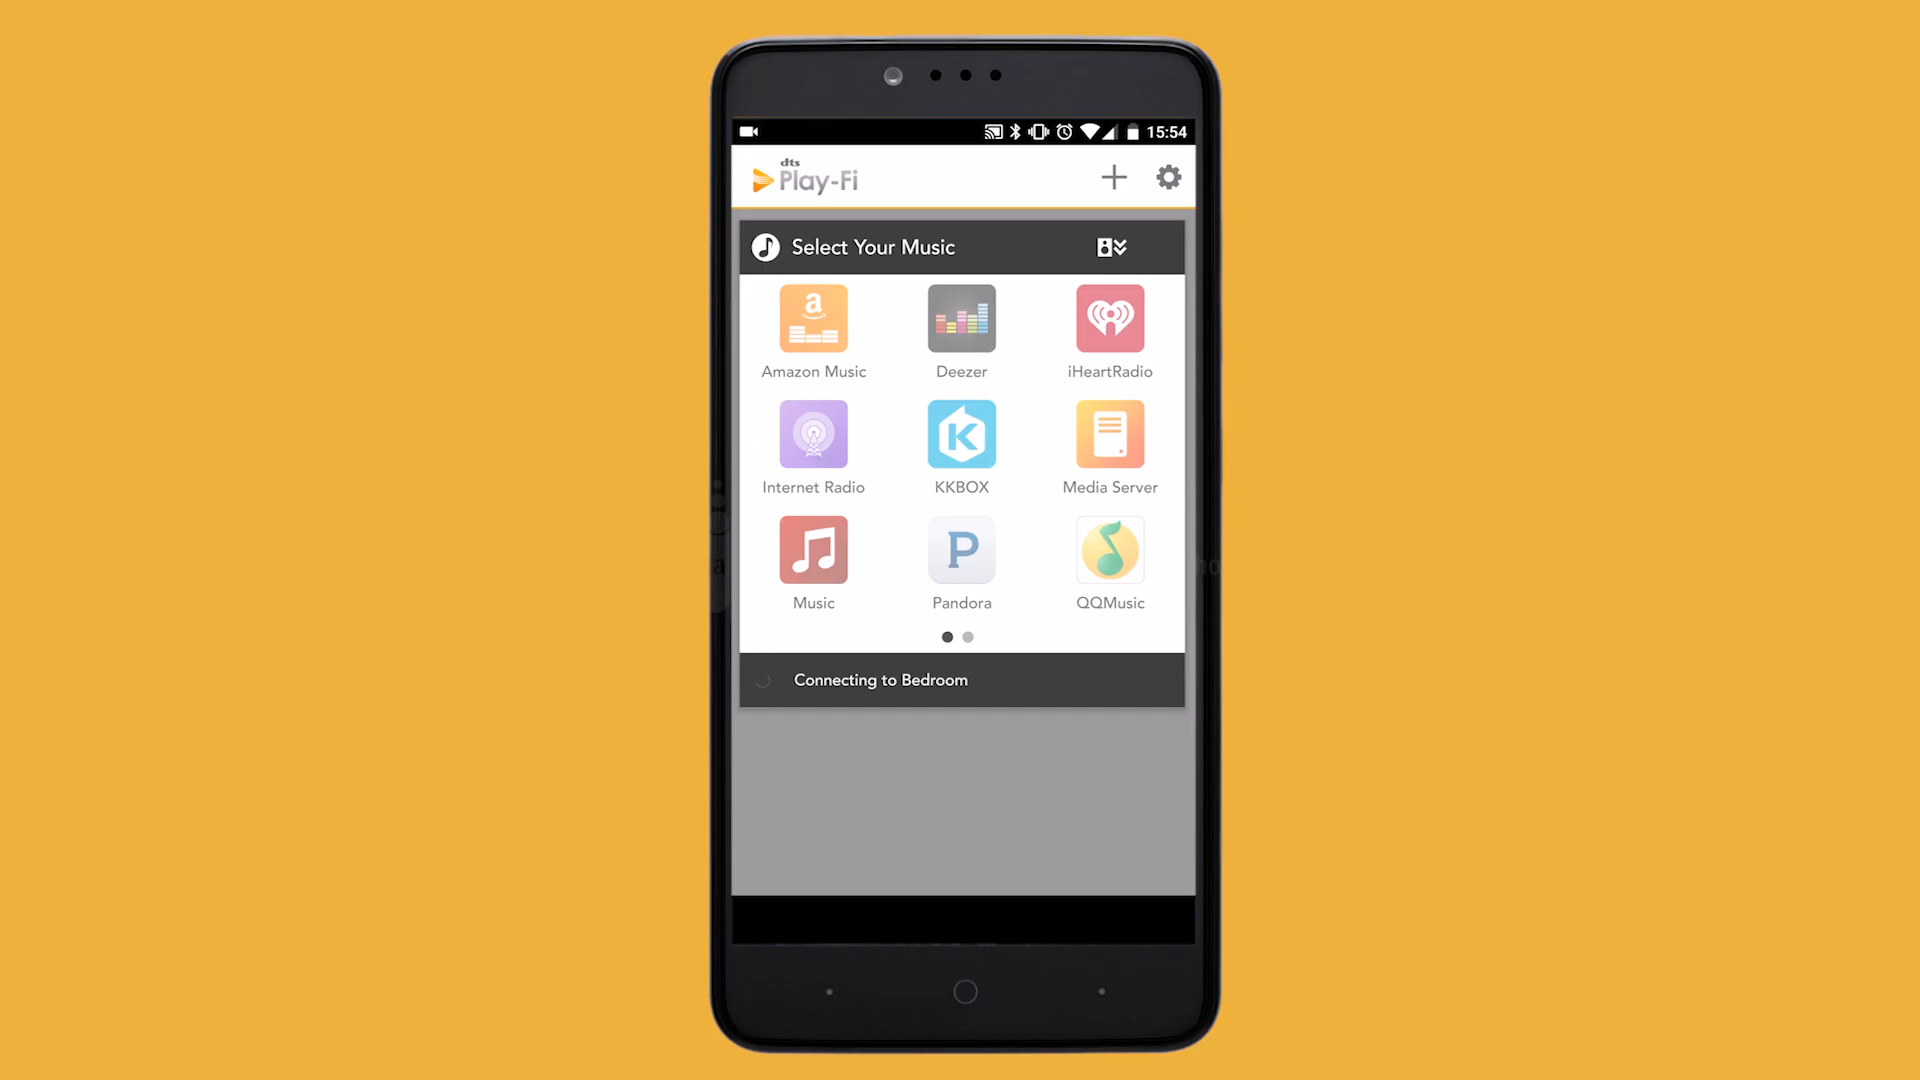 15:54
dts
Play-Fi
Select Your Music
a
Amazon Music
Deezer
iHeartRadio
Internet Radio
K
KKBOX
Media Server
Music
P
Pandora
QQMusic
Connecting to Bedroom